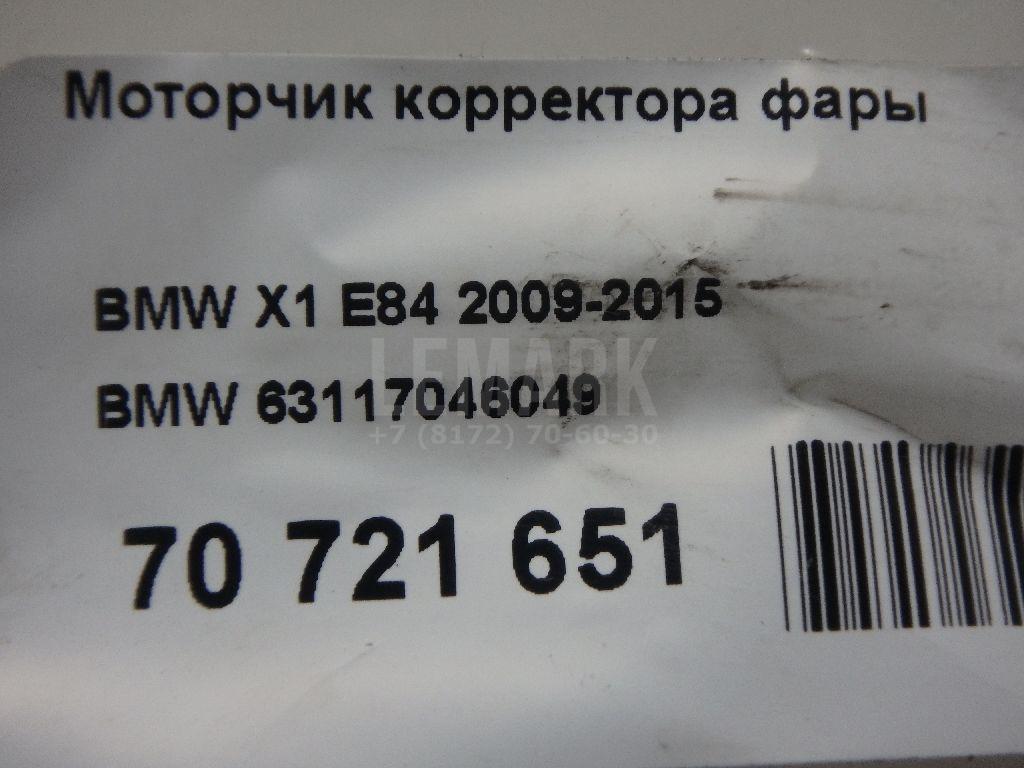 Моторчик корректора фары
BMW X1 E84 2009-2015
LEMARK
BMW 63117046049
+7 (8172) 70-60-30
70 721 651